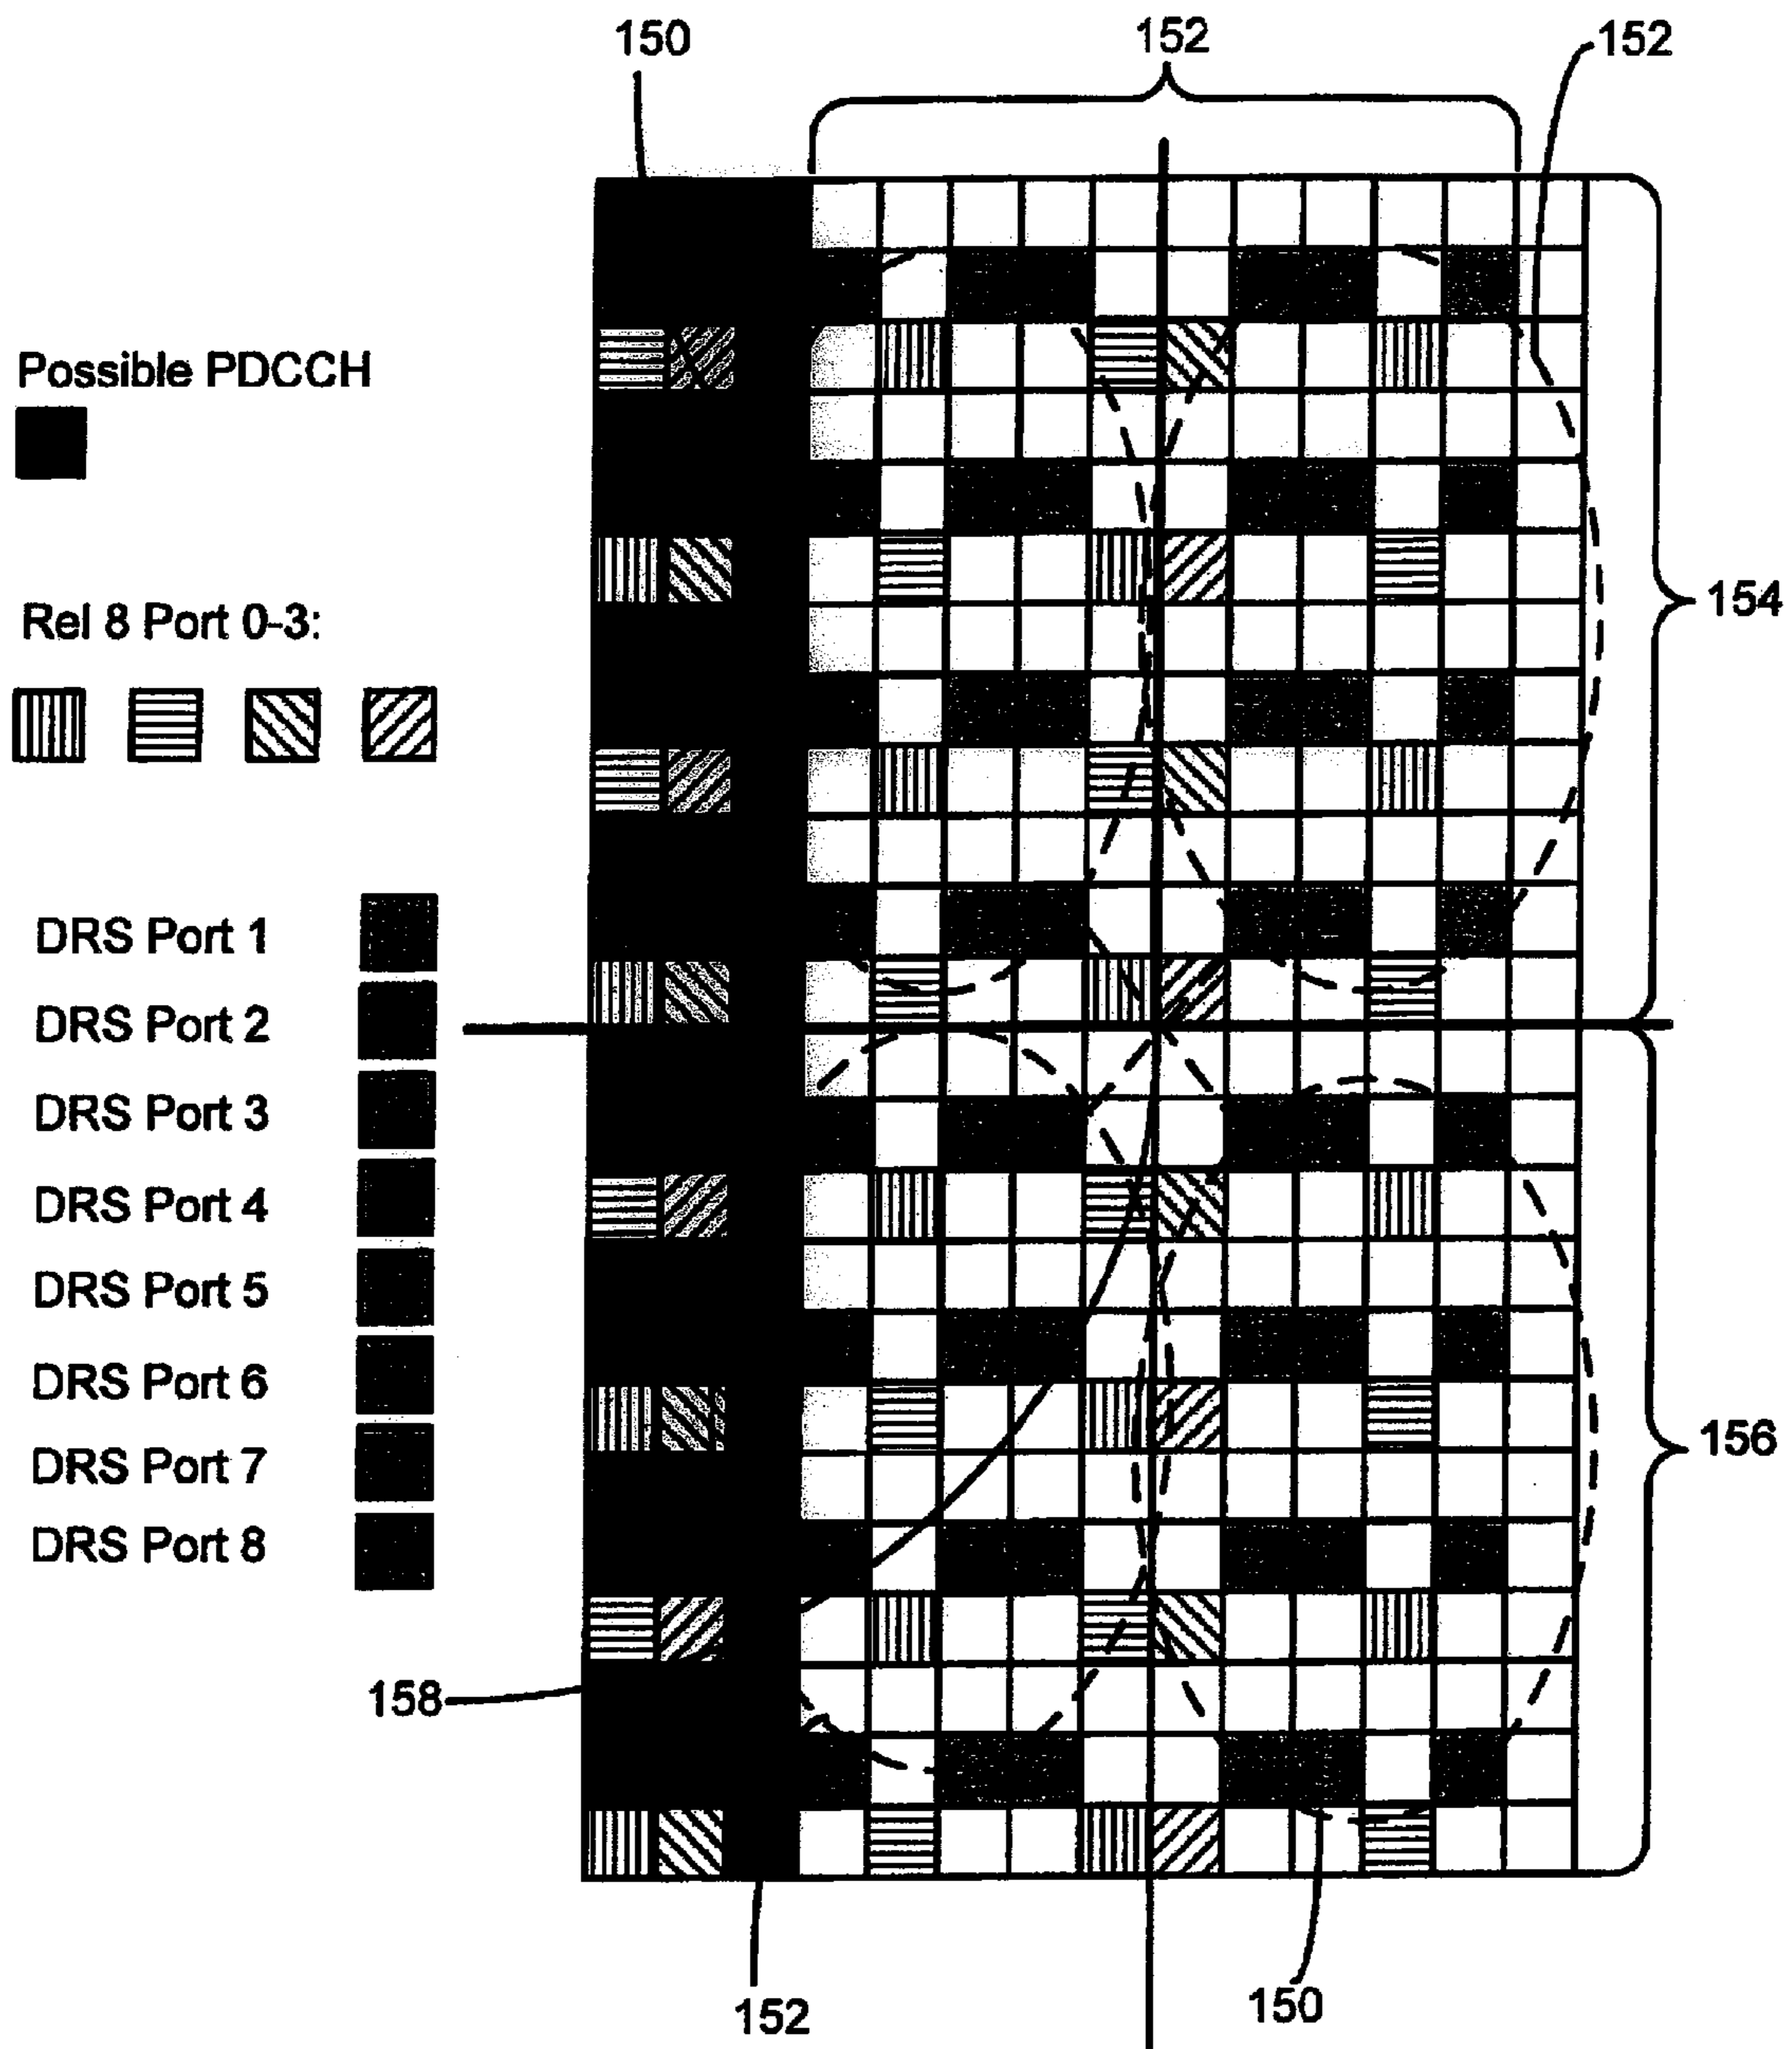 150
152
152
Possible PDCCH
Rel 8 Port 0-3:
154
DRS Port 1
DRS Port 2
DRS Port 3
DRS Port 4
DRS Port 5
DRS Port 6
DRS Port 7
DRS Port 8
156
158
152
150